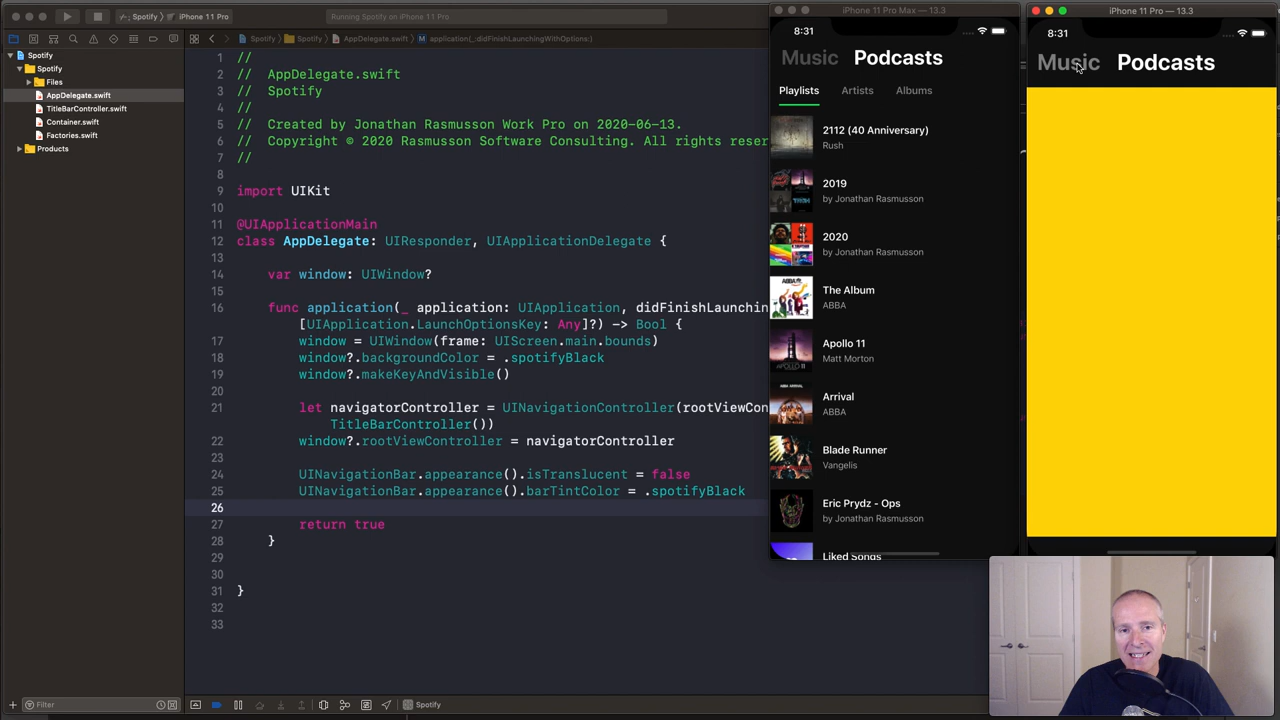 Spotify
iPhone 11 Pro
Running Spotify on iPhone 11 Pro
Spotify
Spotify
AppDelegate.swift
M
application(_:didFinishLaunchingWithOptions:)
Spotify
Spotify
Files
AppDelegate.swift
TitleBarController.swift
Container.swift
Factories.swift
Products
Filter
1 //
2 //  AppDelegate.swift
3 //  Spotify
4 //
5 //  Created by Jonathan Rasmusson Work Pro on 2020-06-13.
6 //  Copyright © 2020 Rasmusson Software Consulting. All rights reser
7 //
8
9 import UIKit
10
11 @UIApplicationMain
12 class AppDelegate: UIResponder, UIApplicationDelegate {
13
14 var window: UIWindow?
15
16 func application(_ application: UIApplication, didFinishLaunching
[UIApplication.LaunchOptionsKey: Any]?) -> Bool {
17 window = UIWindow(frame: UIScreen.main.bounds)
18 window?.backgroundColor = .spotifyBlack
19 window?.makeKeyAndVisible()
20
21 let navigatorController = UINavigationController(rootViewCon
TitleBarController())
22 window?.rootViewController = navigatorController
23
24 UINavigationBar.appearance().isTranslucent = false
25 UINavigationBar.appearance().barTintColor = .spotifyBlack
26
27 return true
28 }
29
30
31 }
32
33
Spotify
iPhone 11 Pro Max — 13.3
8:31
Music Podcasts
Playlists Artists Albums
2112 (40 Anniversary)
Rush
2019
by Jonathan Rasmusson
2020
by Jonathan Rasmusson
The Album
ABBA
Apollo 11
Matt Morton
Arrival
ABBA
Blade Runner
Vangelis
Eric Prydz - Ops
by Jonathan Rasmusson
Liked Songs
iPhone 11 Pro — 13.3
8:31
Music Podcasts